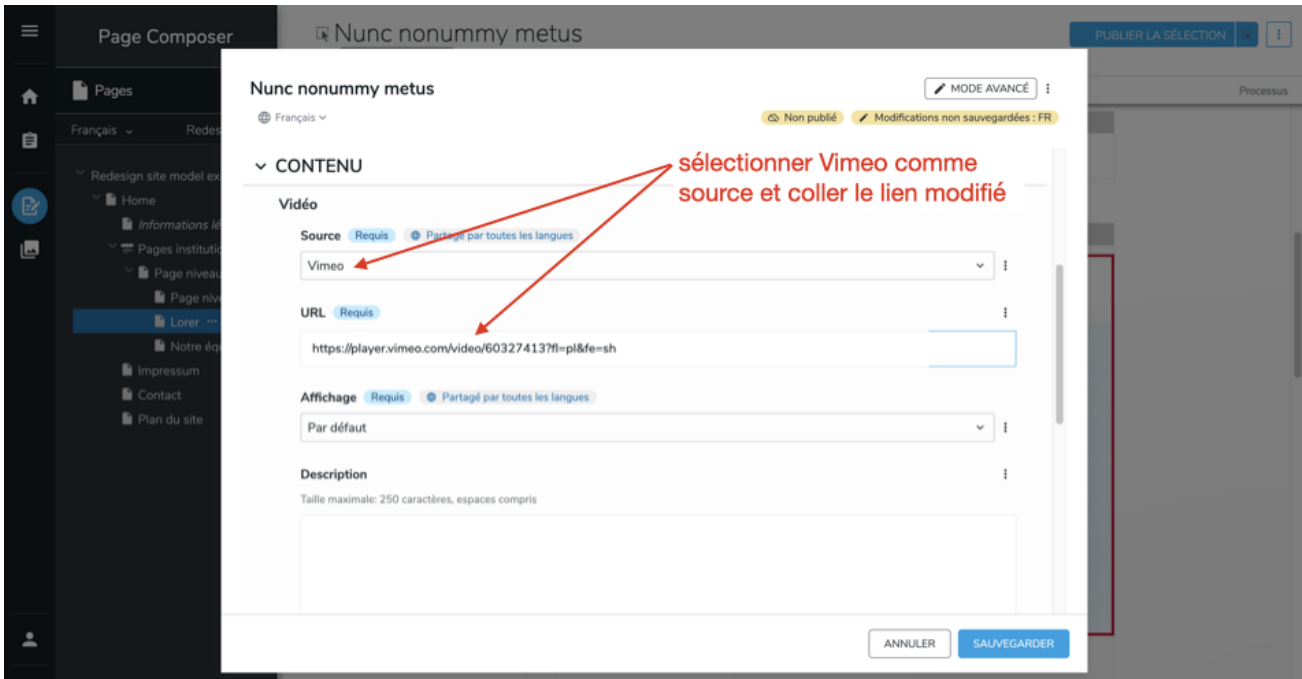 Page Composer
Nunc nonummy metus
PUBLIER LA SÉLECTION
Pages
Processus
Français
Redes
Redesign site model ex
Home
Informations lé
Pages institutio
Page niveau
Page nive
Lorer ···
Notre équ
Impressum
Contact
Plan du site
Nunc nonummy metus
MODE AVANCÉ
Français
Non publié
Modifications non sauvegardées : FR
CONTENU
sélectionner Vimeo comme
source et coller le lien modifié
Vidéo
Source Requis Partagé par toutes les langues
Vimeo
URL Requis
https://player.vimeo.com/video/60327413?fl=pl&fe=sh
Affichage Requis Partagé par toutes les langues
Par défaut
Description
Taille maximale: 250 caractères, espaces compris
ANNULER
SAUVEGARDER